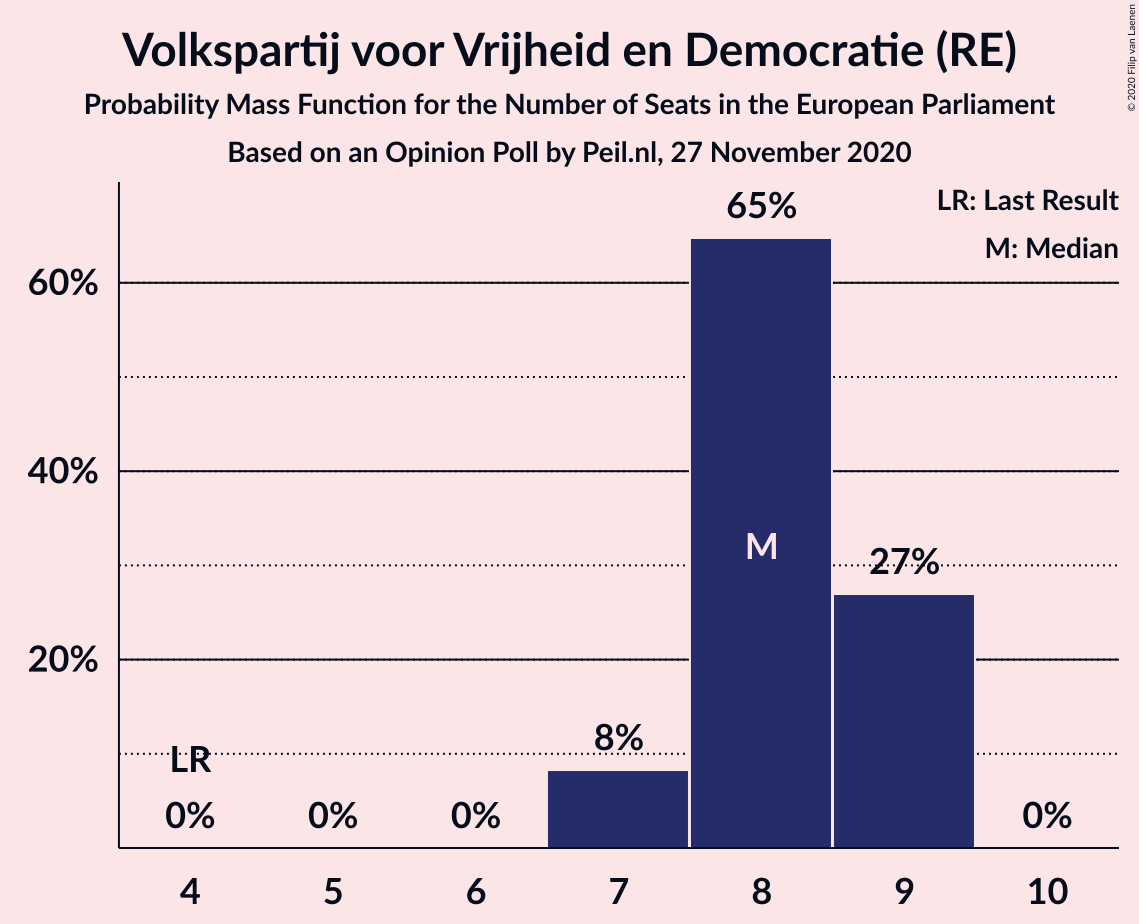 Volkspartij voor Vrijheid en Democratie (RE)
Probability Mass Function for the Number of Seats in the European Parliament
Based on an Opinion Poll by Peil.nl, 27 November 2020
© 2020 Filip van Laenen
LR: Last Result
M: Median
65%
60%
40%
M
27%
20%
8%
LR
0%
0%
0%
0%
4
5
6
7
8
9
10